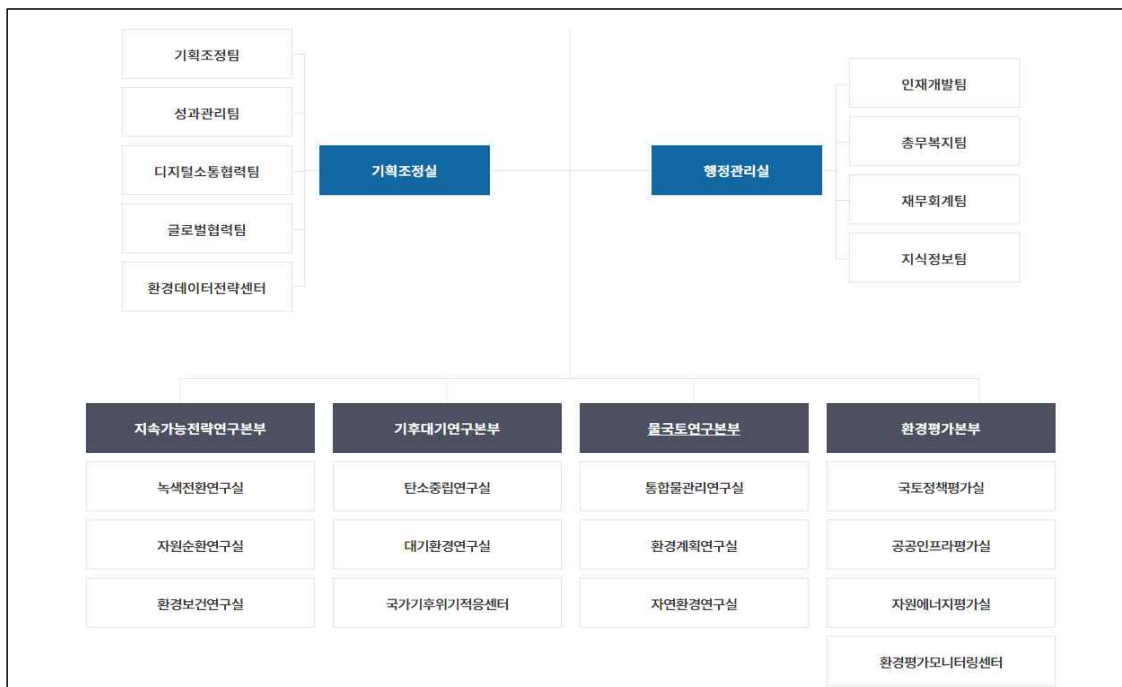 기획조정팀
성과관리팀
디지털소통협력팀
글로벌협력팀
환경데이터전략센터
기획조정실
행정관리실
인재개발팀
총무복지팀
재무회계팀
지식정보팀
지속가능전략연구본부
녹색전환연구실
자원순환연구실
환경보건연구실
기후대기연구본부
탄소중립연구실
대기환경연구실
국가기후위기적응센터
물국토연구본부
통합물관리연구실
환경계획연구실
자연환경연구실
환경평가본부
국토정책평가실
공공인프라평가실
자원에너지평가실
환경평가모니터링센터